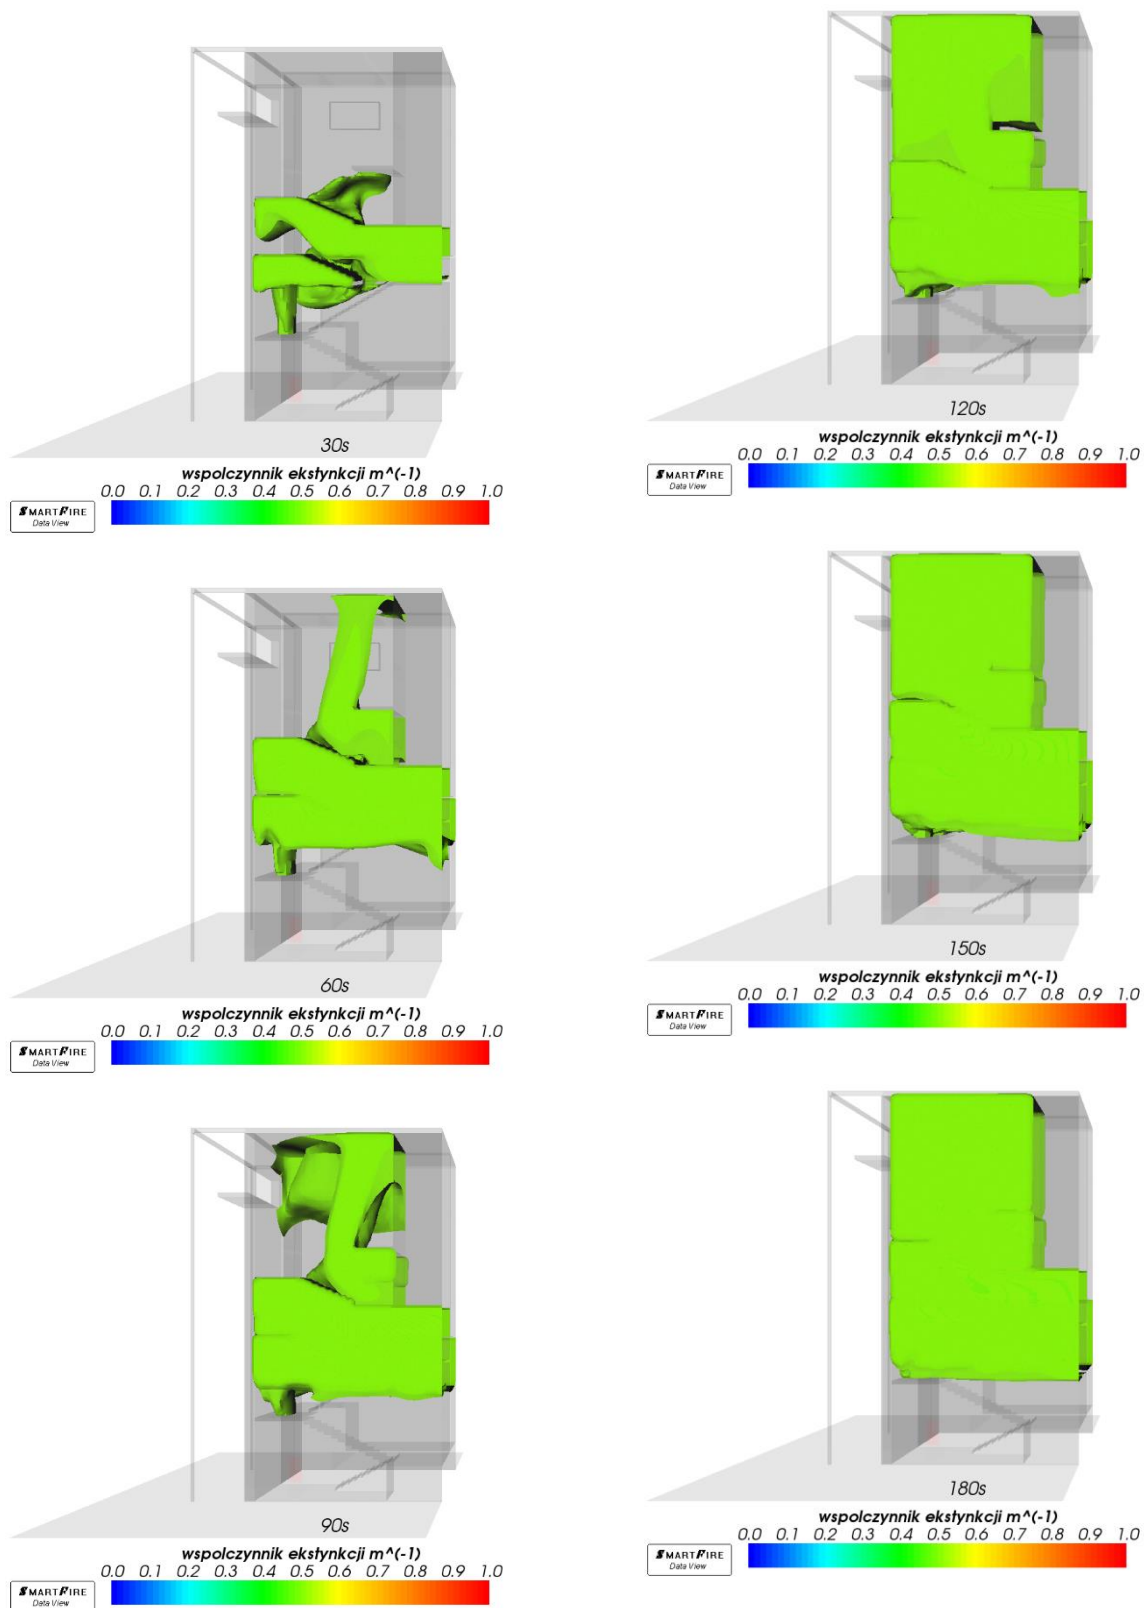 30s
wspolczynnik ekstynkcji m^(-1)
0.0 0.1 0.2 0.3 0.4 0.5 0.6 0.7 0.8 0.9 1.0
SMARTFIRE
Data View
60s
wspolczynnik ekstynkcji m^(-1)
0.0 0.1 0.2 0.3 0.4 0.5 0.6 0.7 0.8 0.9 1.0
SMARTFIRE
Data View
90s
wspolczynnik ekstynkcji m^(-1)
0.0 0.1 0.2 0.3 0.4 0.5 0.6 0.7 0.8 0.9 1.0
SMARTFIRE
Data View
120s
wspolczynnik ekstynkcji m^(-1)
0.0 0.1 0.2 0.3 0.4 0.5 0.6 0.7 0.8 0.9 1.0
SMARTFIRE
Data View
150s
wspolczynnik ekstynkcji m^(-1)
0.0 0.1 0.2 0.3 0.4 0.5 0.6 0.7 0.8 0.9 1.0
SMARTFIRE
Data View
180s
wspolczynnik ekstynkcji m^(-1)
0.0 0.1 0.2 0.3 0.4 0.5 0.6 0.7 0.8 0.9 1.0
SMARTFIRE
Data View